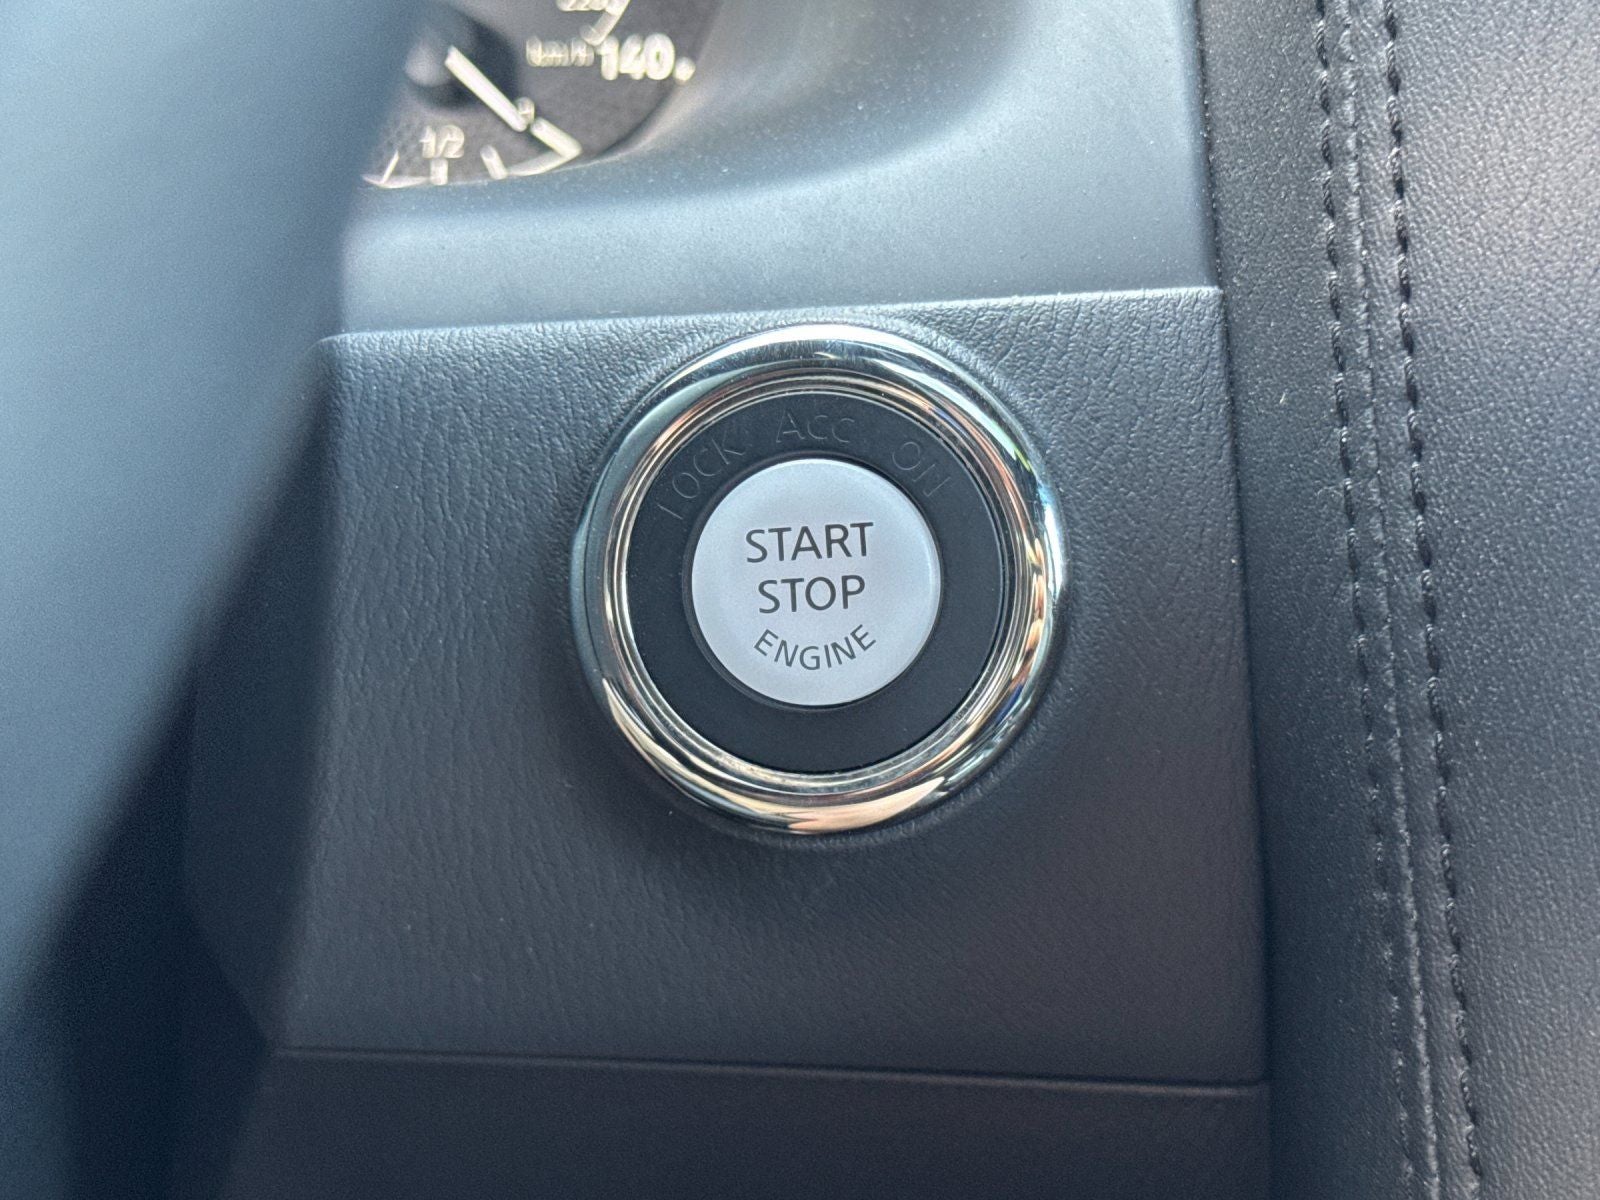 140
1/2
LOCK ACC ON
START
STOP
ENGINE